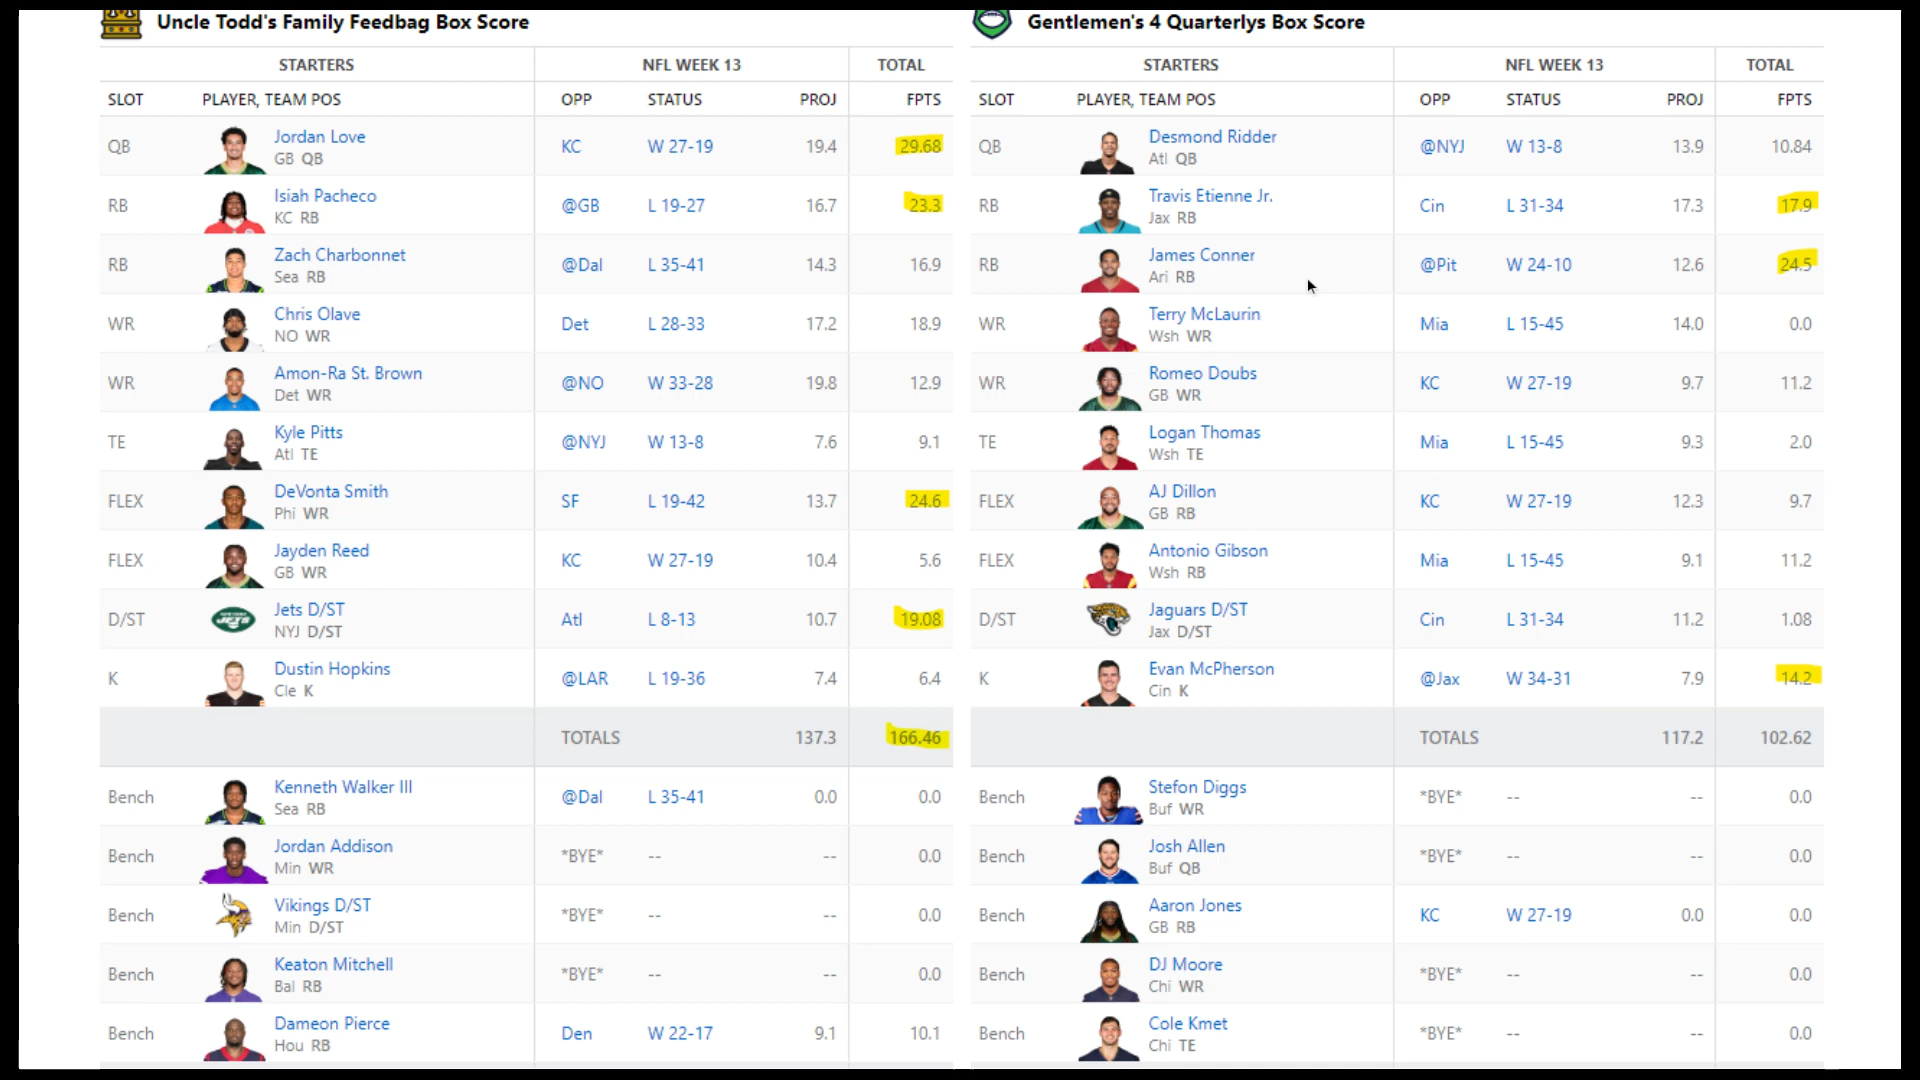 Uncle Todd's Family Feedbag Box Score
STARTERS NFL WEEK 13 TOTAL
SLOT PLAYER, TEAM POS OPP STATUS PROJ FPTS
QB Jordan Love GB QB KC W 27-19 19.4 29.68
RB Isiah Pacheco KC RB @GB L 19-27 16.7 23.3
RB Zach Charbonnet Sea RB @Dal L 35-41 14.3 16.9
WR Chris Olave NO WR Det L 28-33 17.2 18.9
WR Amon-Ra St. Brown Det WR @NO W 33-28 19.8 12.9
TE Kyle Pitts Atl TE @NYJ W 13-8 7.6 9.1
FLEX DeVonta Smith Phi WR SF L 19-42 13.7 24.6
FLEX Jayden Reed GB WR KC W 27-19 10.4 5.6
D/ST Jets D/ST NYJ D/ST Atl L 8-13 10.7 19.08
K Dustin Hopkins Cle K @LAR L 19-36 7.4 6.4
TOTALS 137.3 166.46
Bench Kenneth Walker III Sea RB @Dal L 35-41 0.0 0.0
Bench Jordan Addison Min WR *BYE* -- -- 0.0
Bench Vikings D/ST Min D/ST *BYE* -- -- 0.0
Bench Keaton Mitchell Bal RB *BYE* -- -- 0.0
Bench Dameon Pierce Hou RB Den W 22-17 9.1 10.1
Gentlemen's 4 Quarterlys Box Score
STARTERS NFL WEEK 13 TOTAL
SLOT PLAYER, TEAM POS OPP STATUS PROJ FPTS
QB Desmond Ridder Atl QB @NYJ W 13-8 13.9 10.84
RB Travis Etienne Jr. Jax RB Cin L 31-34 17.3 17.9
RB James Conner Ari RB @Pit W 24-10 12.6 24.5
WR Terry McLaurin Wsh WR Mia L 15-45 14.0 0.0
WR Romeo Doubs GB WR KC W 27-19 9.7 11.2
TE Logan Thomas Wsh TE Mia L 15-45 9.3 2.0
FLEX AJ Dillon GB RB KC W 27-19 12.3 9.7
FLEX Antonio Gibson Wsh RB Mia L 15-45 9.1 11.2
D/ST Jaguars D/ST Jax D/ST Cin L 31-34 11.2 1.08
K Evan McPherson Cin K @Jax W 34-31 7.9 14.2
TOTALS 117.2 102.62
Bench Stefon Diggs Buf WR *BYE* -- -- 0.0
Bench Josh Allen Buf QB *BYE* -- -- 0.0
Bench Aaron Jones GB RB KC W 27-19 0.0 0.0
Bench DJ Moore Chi WR *BYE* -- -- 0.0
Bench Cole Kmet Chi TE *BYE* -- -- 0.0